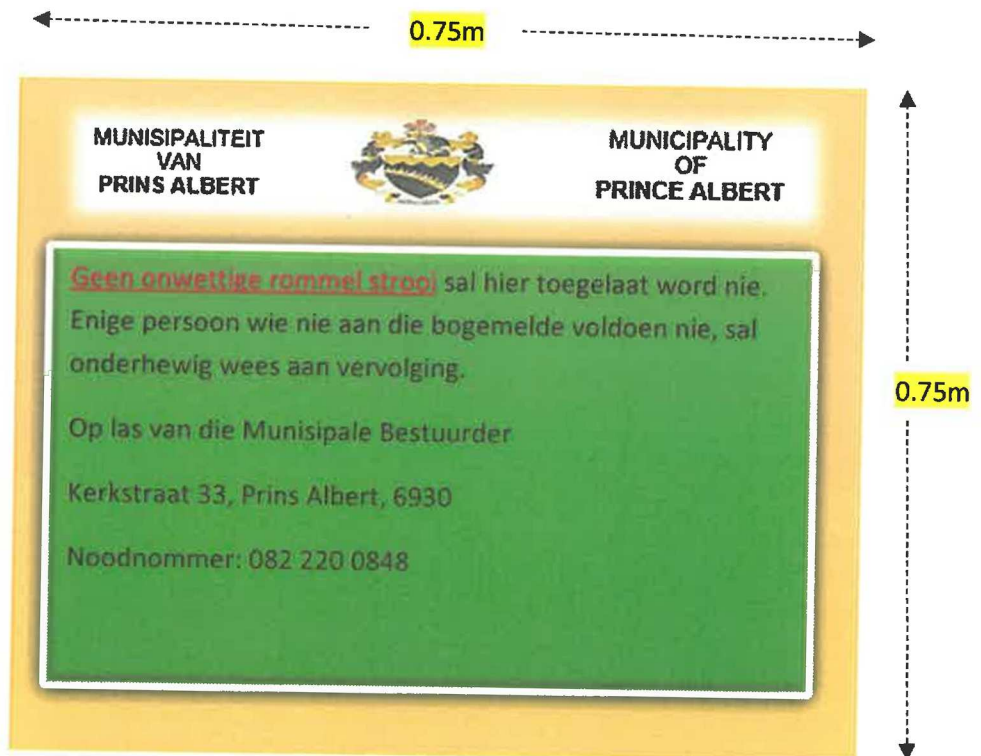 0.75m
MUNISIPALITEIT
VAN
PRINS ALBERT
MUNICIPALITY
OF
PRINCE ALBERT
Geen onwettige rommel strooi sal hier toegelaat word nie.
Enige persoon wie nie aan die bogemelde voldoen nie, sal
onderhewig wees aan vervolging.
Op las van die Munisipale Bestuurder
Kerkstraat 33, Prins Albert, 6930
Noodnommer: 082 220 0848
0.75m